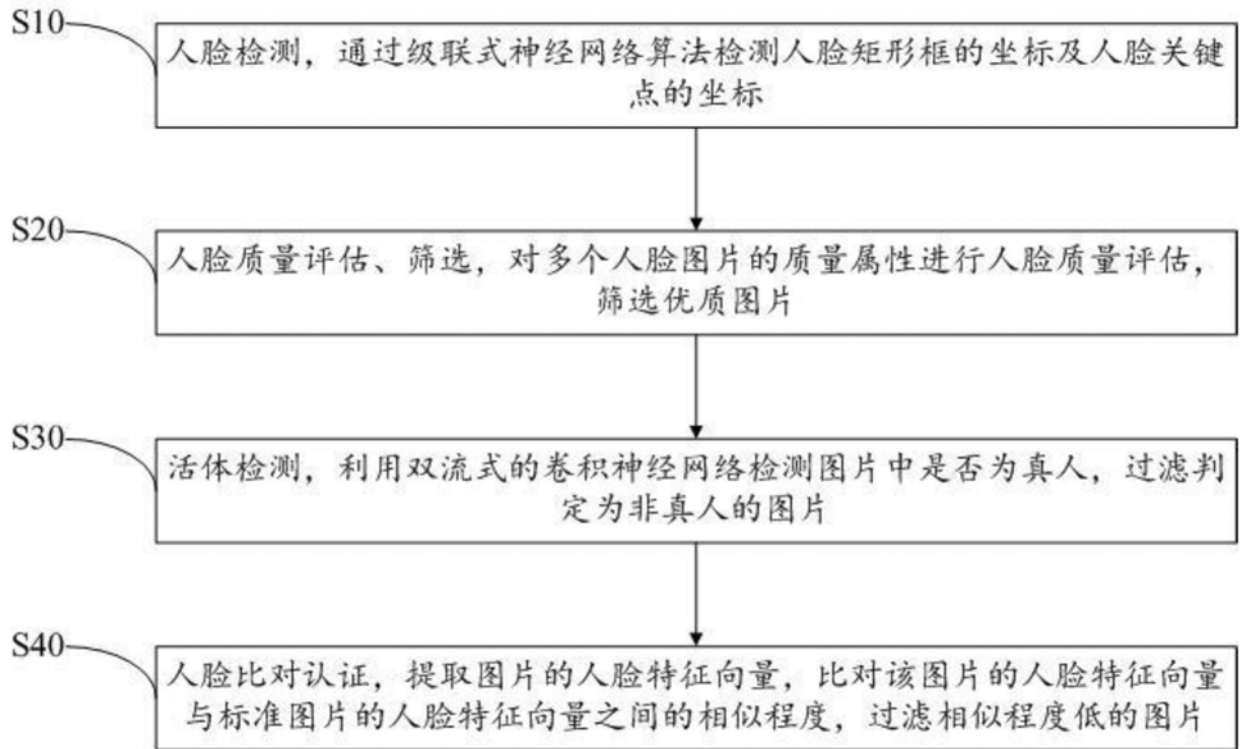 S10
人脸检测，通过级联式神经网络算法检测人脸矩形框的坐标及人脸关键
点的坐标
S20
人脸质量评估、筛选，对多个人脸图片的质量属性进行人脸质量评估，
筛选优质图片
S30
活体检测，利用双流式的卷积神经网络检测图片中是否为真人，过滤判
定为非真人的图片
S40
人脸比对认证，提取图片的人脸特征向量，比对该图片的人脸特征向量
与标准图片的人脸特征向量之间的相似程度，过滤相似程度低的图片